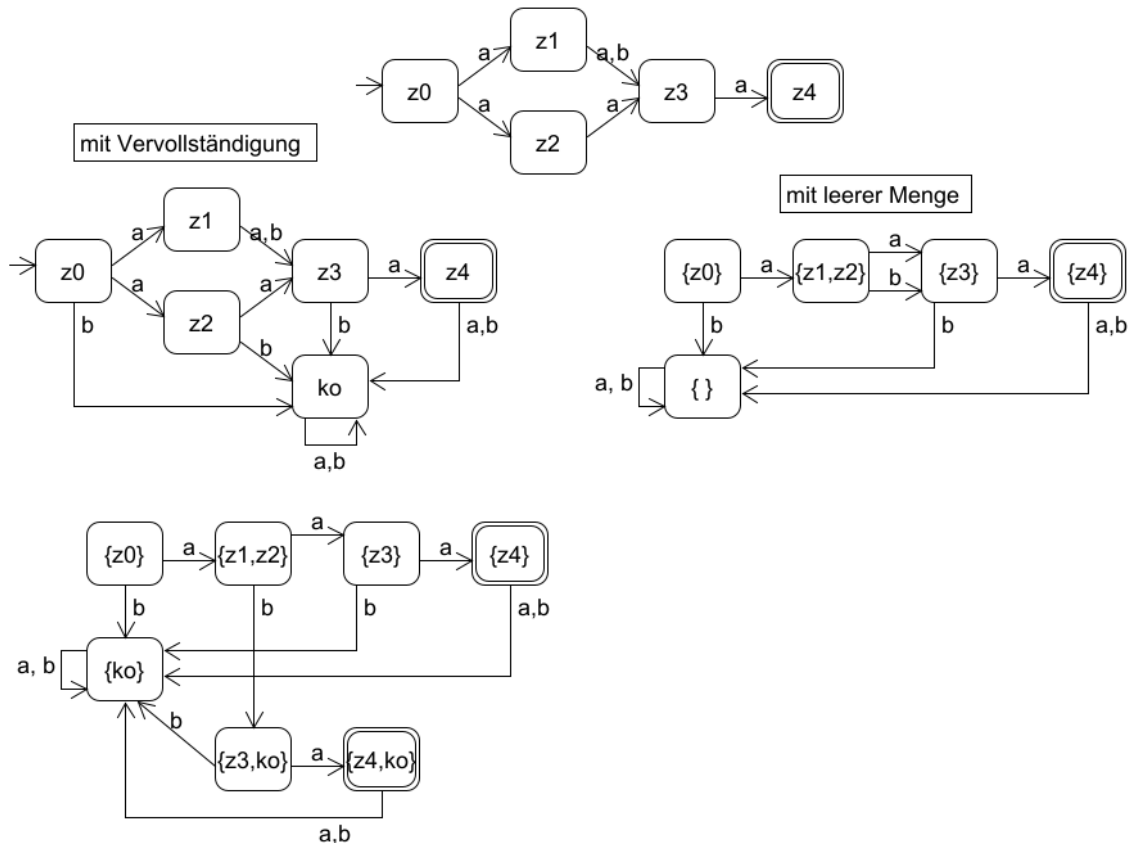 z1
a
a,b
z0
z3
a
z4
a
a
z2
mit Vervollständigung
mit leerer Menge
z1
a
a,b
z0
z3
a
z4
a
a
z2
b
b
b
a,b
ko
a,b
{z0}
a
{z1,z2}
a
b
{z3}
a
{z4}
b
b
a,b
a, b
{ }
{z0}
a
{z1,z2}
a
{z3}
a
{z4}
b
b
b
a,b
a, b
{ko}
b
{z3,ko}
a
{z4,ko}
a,b